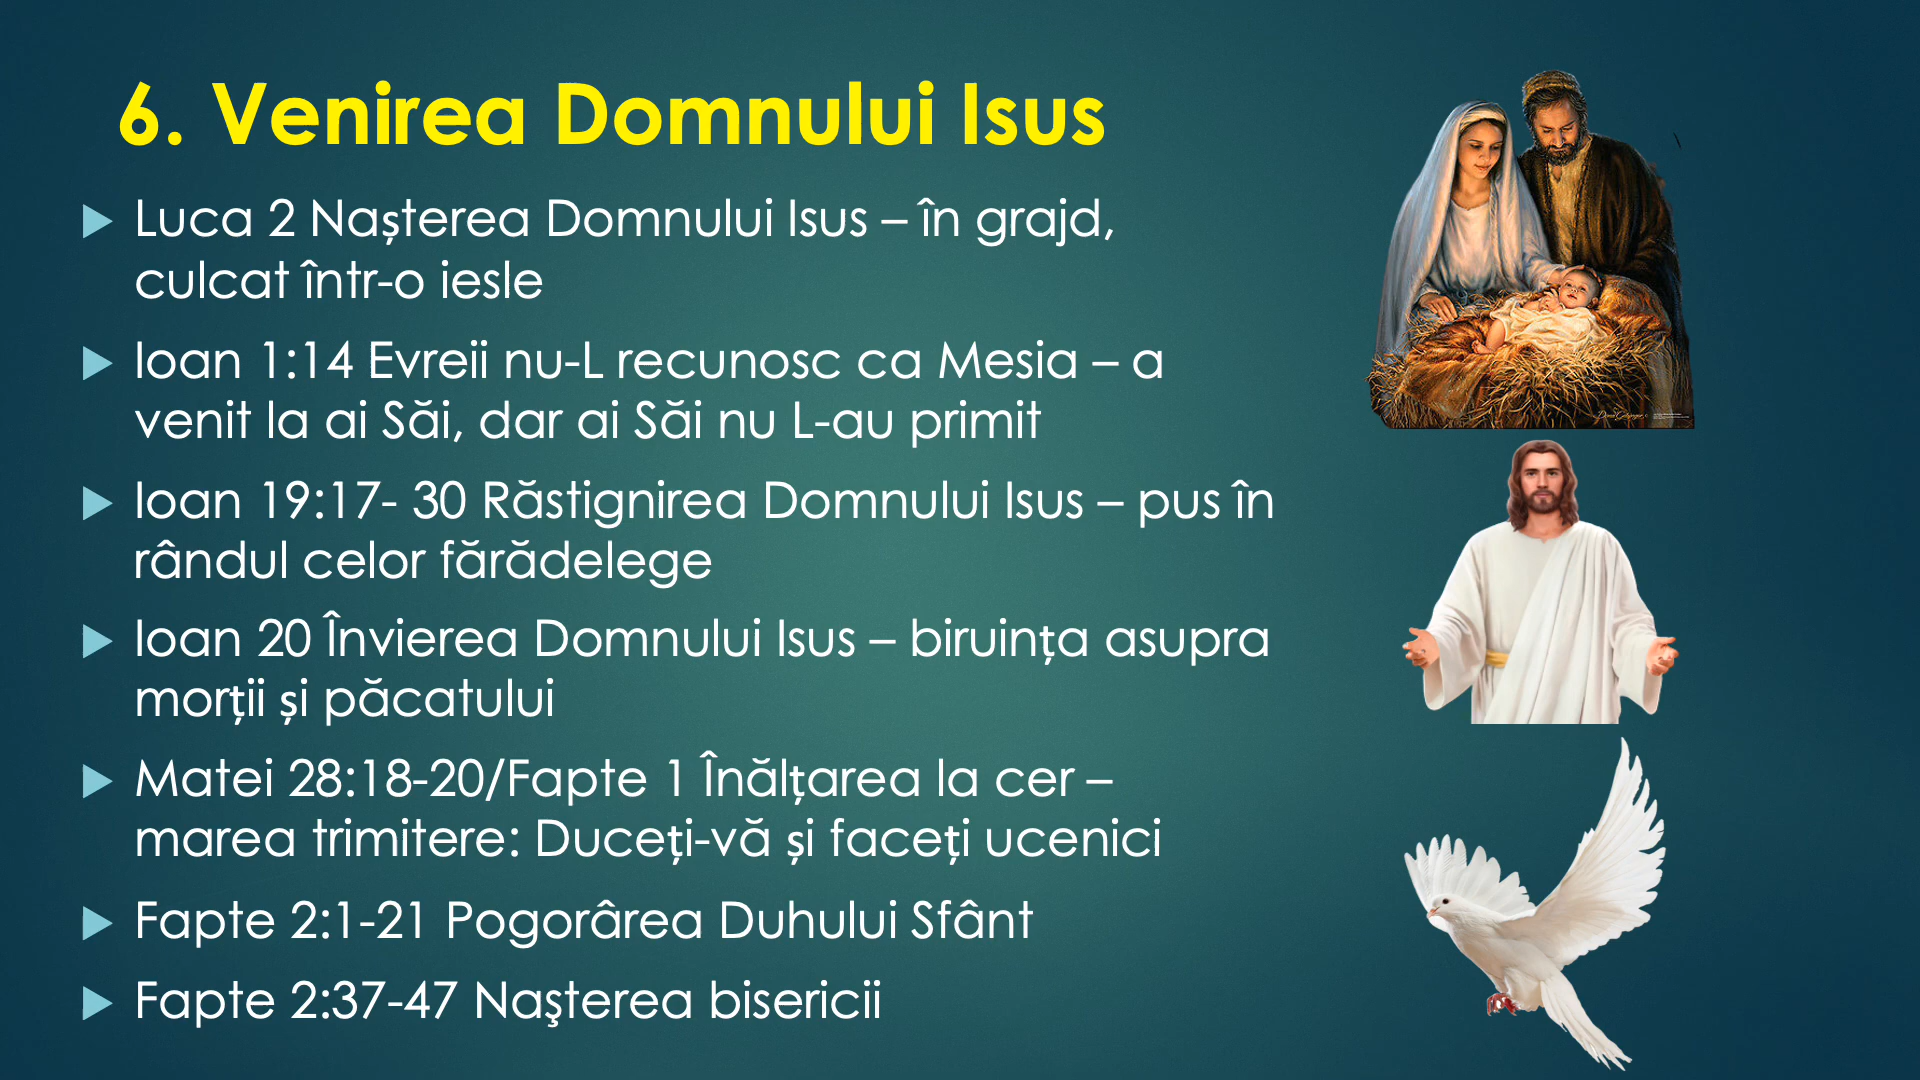 6. Venirea Domnului Isus
Luca 2 Nașterea Domnului Isus – în grajd,
culcat într-o iesle
Ioan 1:14 Evreii nu-L recunosc ca Mesia – a
venit la ai Săi, dar ai Săi nu L-au primit
Ioan 19:17- 30 Răstignirea Domnului Isus – pus în
rândul celor fărădelege
Ioan 20 Învierea Domnului Isus – biruința asupra
morții și păcatului
Matei 28:18-20/Fapte 1 Înălțarea la cer –
marea trimitere: Duceți-vă și faceți ucenici
Fapte 2:1-21 Pogorârea Duhului Sfânt
Fapte 2:37-47 Naşterea bisericii